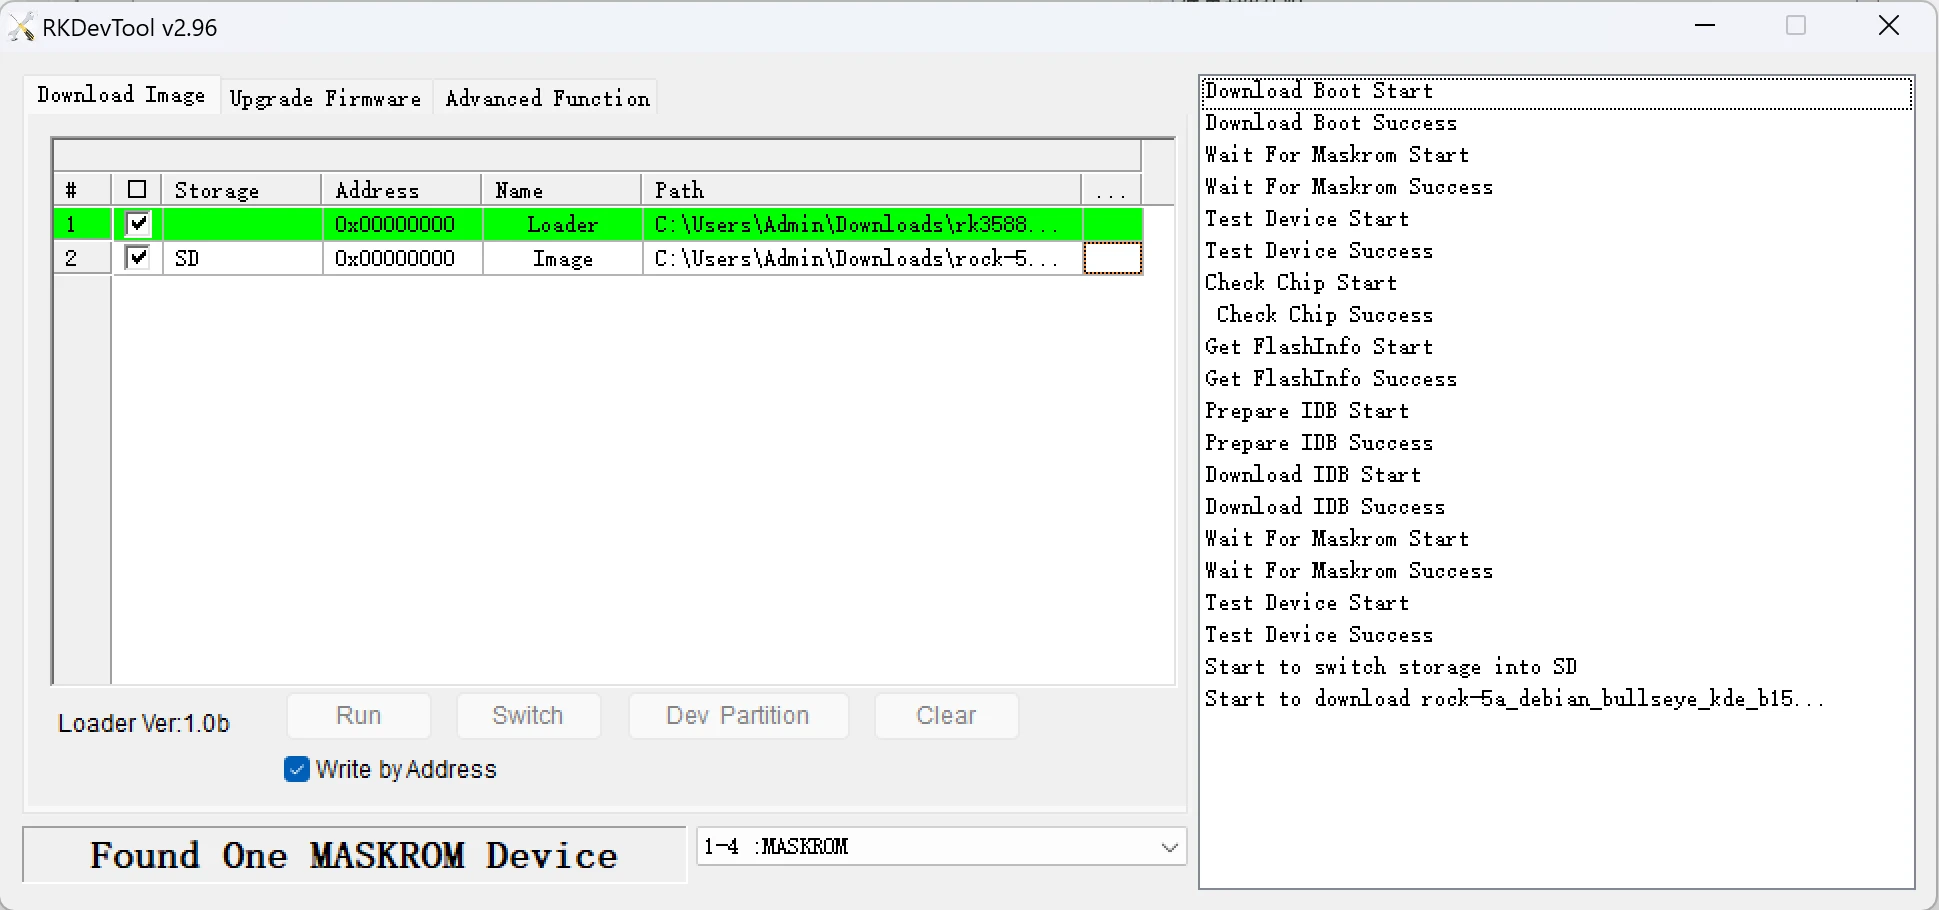 RKDevTool v2.96
Download Image Upgrade Firmware Advanced Function
# Storage Address Name Path ...
1 0x00000000 Loader C:\Users\Admin\Downloads\rk3588...
2 SD 0x00000000 Image C:\Users\Admin\Downloads\rock-5...
Loader Ver:1.0b Run Switch Dev Partition Clear
Write by Address
Found One MASKROM Device 1-4 :MASKROM
Download Boot Start
Download Boot Success
Wait For Maskrom Start
Wait For Maskrom Success
Test Device Start
Test Device Success
Check Chip Start
Check Chip Success
Get FlashInfo Start
Get FlashInfo Success
Prepare IDB Start
Prepare IDB Success
Download IDB Start
Download IDB Success
Wait For Maskrom Start
Wait For Maskrom Success
Test Device Start
Test Device Success
Start to switch storage into SD
Start to download rock-5a_debian_bullseye_kde_b15...